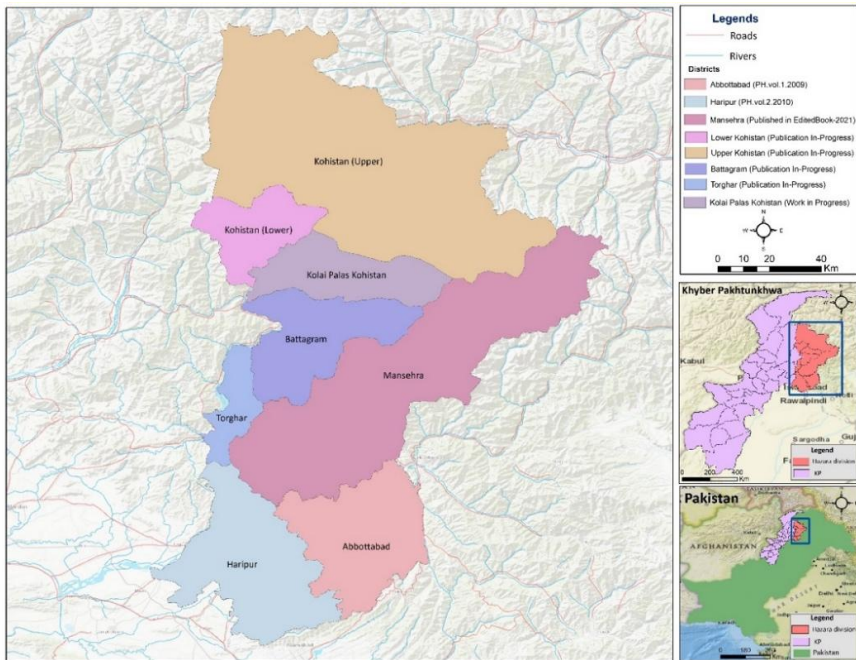 Kohistan (Upper)
Kohistan (Lower)
Kolai Palas Kohistan
Battagram
Mansehra
Torghar
Abbottabad
Haripur
Legends
Roads
Rivers
Districts
Abbottabad (PH.vol.1.2009)
Haripur (PH.vol.2.2010)
Mansehra (Published in EditedBook-2021)
Lower Kohistan (Publication In-Progress)
Upper Kohistan (Publication In-Progress)
Battagram (Publication In-Progress)
Torghar (Publication In-Progress)
Kolai Palas Kohistan (Work in Progress)
N
W E
S
0 5 10 20 30 40
Km
Khyber Pakhtunkhwa
Kabul
Rawalpindi
Sargodha
Legend
Hazara division
KP
0 200 400
Km
Pakistan
AFGHANISTAN
Delhi
Legend
Hazara division
KP
Pakistan